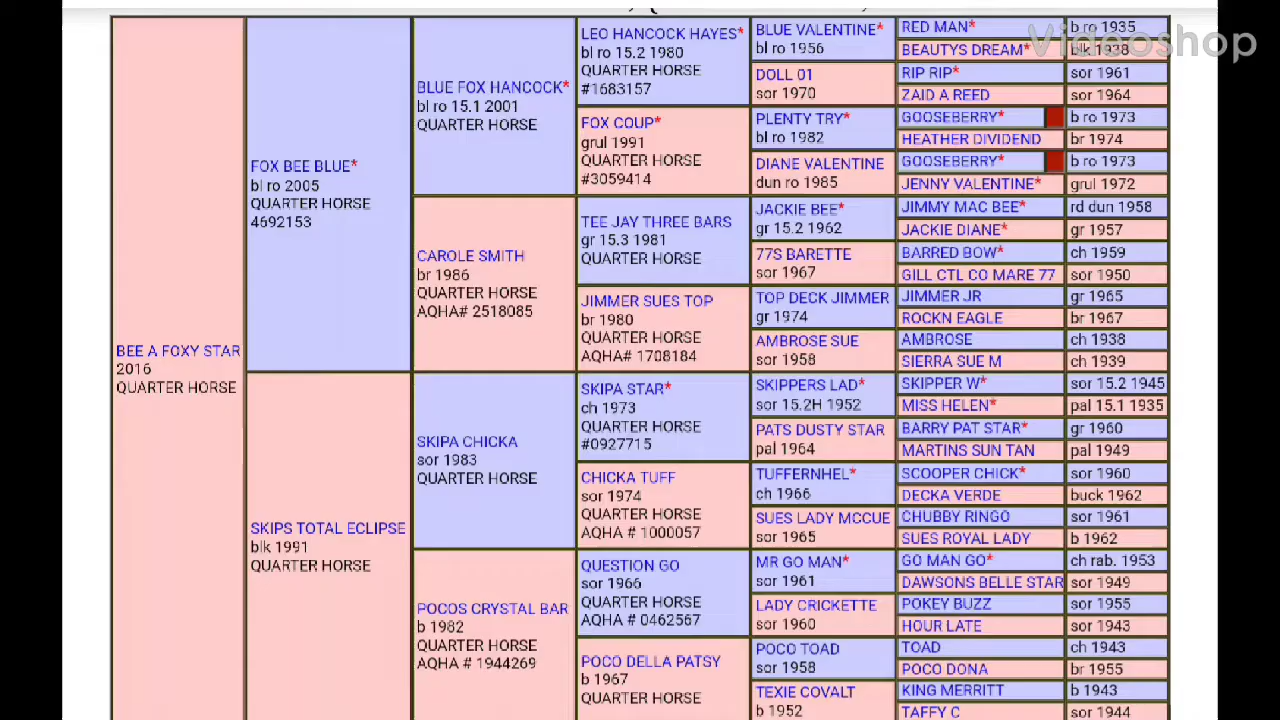 Videoshop
BEE A FOXY STAR
2016
QUARTER HORSE
FOX BEE BLUE*
bl ro 2005
QUARTER HORSE
4692153
SKIPS TOTAL ECLIPSE
blk 1991
QUARTER HORSE
BLUE FOX HANCOCK*
bl ro 15.1 2001
QUARTER HORSE
CAROLE SMITH
br 1986
QUARTER HORSE
AQHA# 2518085
SKIPA CHICKA
sor 1983
QUARTER HORSE
POCOS CRYSTAL BAR
b 1982
QUARTER HORSE
AQHA # 1944269
LEO HANCOCK HAYES*
bl ro 15.2 1980
QUARTER HORSE
#1683157
FOX COUP*
grul 1991
QUARTER HORSE
#3059414
TEE JAY THREE BARS
gr 15.3 1981
QUARTER HORSE
JIMMER SUES TOP
br 1980
QUARTER HORSE
AQHA# 1708184
SKIPA STAR*
ch 1973
QUARTER HORSE
#0927715
CHICKA TUFF
sor 1974
QUARTER HORSE
AQHA # 1000057
QUESTION GO
sor 1966
QUARTER HORSE
AQHA # 0462567
POCO DELLA PATSY
b 1967
QUARTER HORSE
BLUE VALENTINE*
bl ro 1956
DOLL 01
sor 1970
PLENTY TRY*
bl ro 1982
DIANE VALENTINE
dun ro 1985
JACKIE BEE*
gr 15.2 1962
77S BARETTE
sor 1967
TOP DECK JIMMER
gr 1974
AMBROSE SUE
sor 1958
SKIPPERS LAD*
sor 15.2H 1952
PATS DUSTY STAR
pal 1964
TUFFERNHEL*
ch 1966
SUES LADY MCCUE
sor 1965
MR GO MAN*
sor 1961
LADY CRICKETTE
sor 1960
POCO TOAD
sor 1958
TEXIE COVALT
b 1952
RED MAN* b ro 1935
BEAUTYS DREAM* blk 1938
RIP RIP* sor 1961
ZAID A REED sor 1964
GOOSEBERRY* b ro 1973
HEATHER DIVIDEND br 1974
GOOSEBERRY* b ro 1973
JENNY VALENTINE* grul 1972
JIMMY MAC BEE* rd dun 1958
JACKIE DIANE* gr 1957
BARRED BOW* ch 1959
GILL CTL CO MARE 77 sor 1950
JIMMER JR gr 1965
ROCKN EAGLE br 1967
AMBROSE ch 1938
SIERRA SUE M ch 1939
SKIPPER W* sor 15.2 1945
MISS HELEN* pal 15.1 1935
BARRY PAT STAR* gr 1960
MARTINS SUN TAN pal 1949
SCOOPER CHICK* sor 1960
DECKA VERDE buck 1962
CHUBBY RINGO sor 1961
SUES ROYAL LADY b 1962
GO MAN GO* ch rab. 1953
DAWSONS BELLE STAR sor 1949
POKEY BUZZ sor 1955
HOUR LATE sor 1943
TOAD ch 1943
POCO DONA br 1955
KING MERRITT b 1943
TAFFY C sor 1944